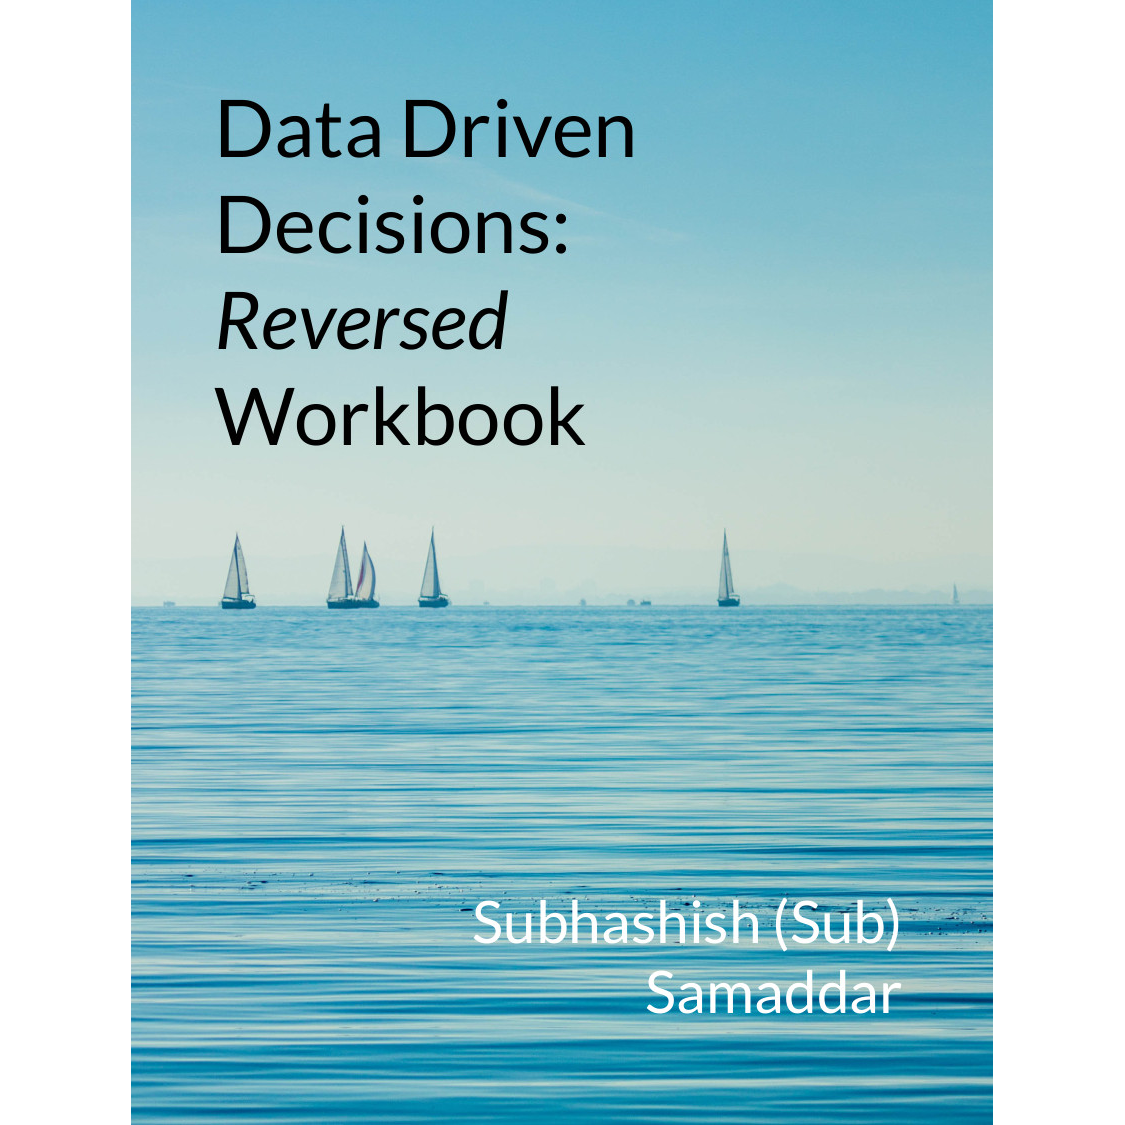 Data Driven
Decisions:
Reversed
Workbook
Subhashish (Sub)
Samaddar